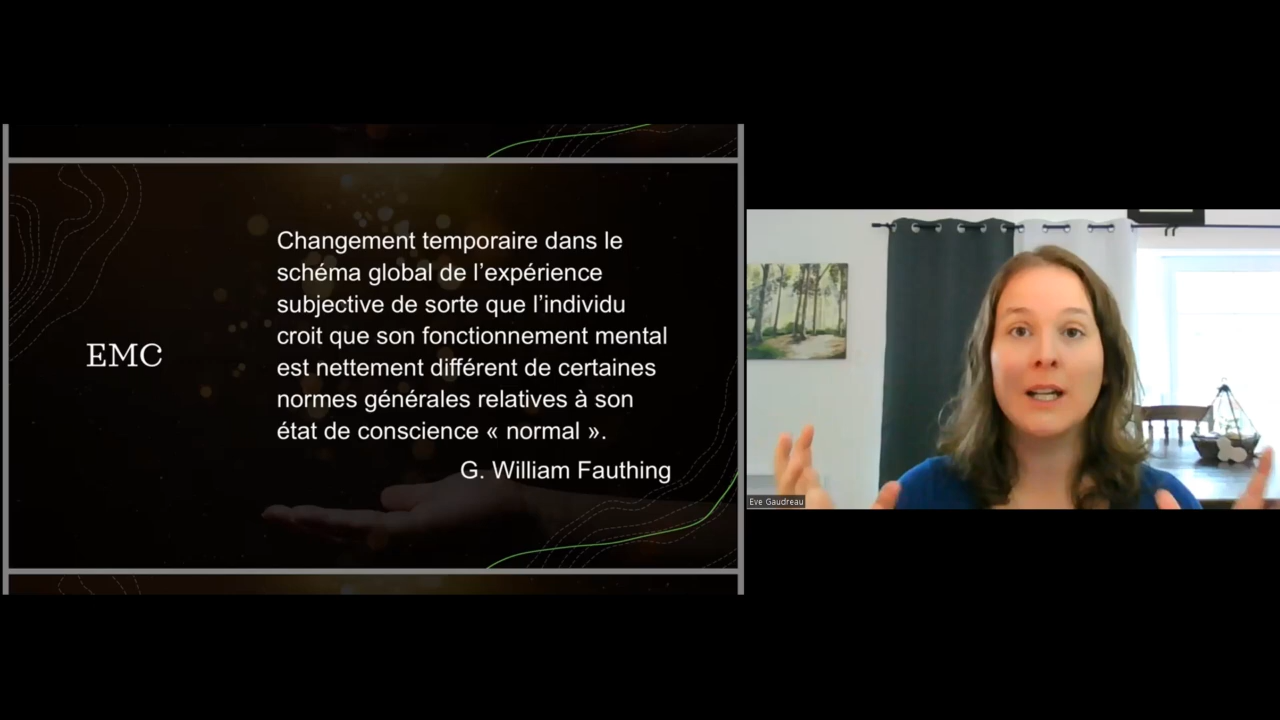 EMC
Changement temporaire dans le
schéma global de l’expérience
subjective de sorte que l’individu
croit que son fonctionnement mental
est nettement différent de certaines
normes générales relatives à son
état de conscience « normal ».
G. William Fauthing
Eve Gaudreau